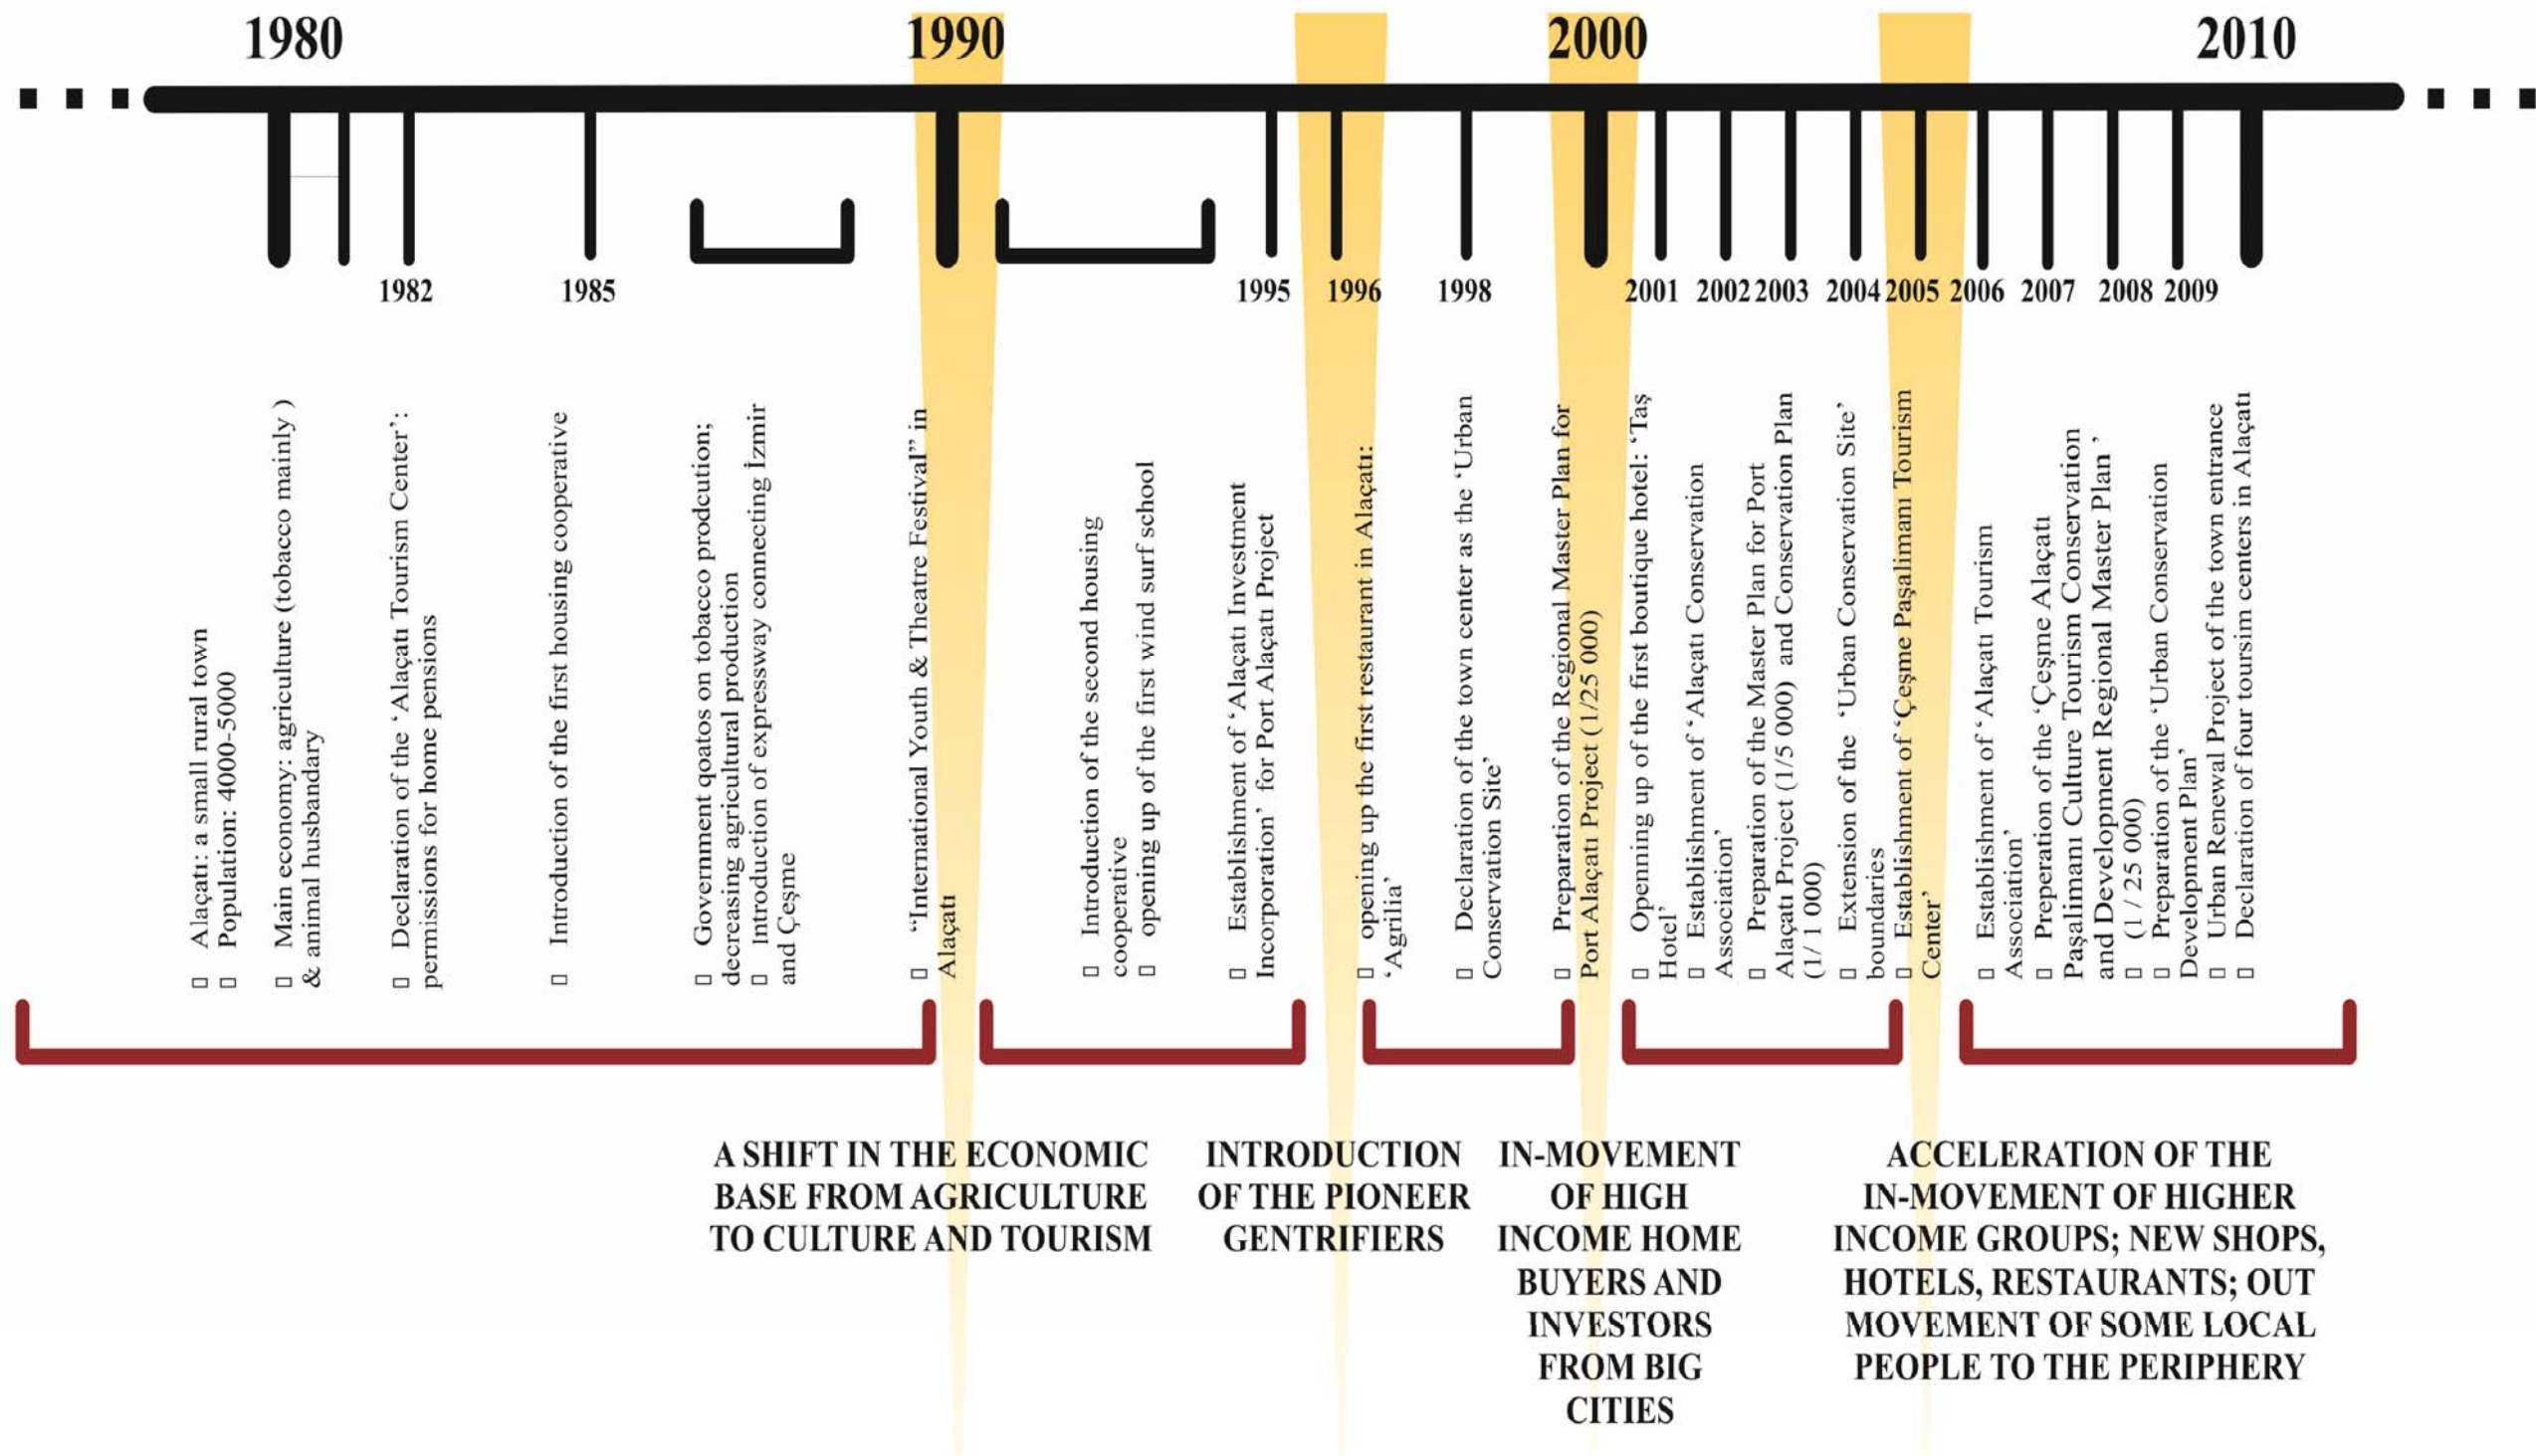 1980
1990
2000
2010
1982
1985
1995
1996
1998
2001
2002
2003
2004
2005
2006
2007
2008
2009
▯ Alaçatı: a small rural town
▯ Population: 4000-5000
▯ Main economy: agriculture (tobacco mainly )
& animal husbandary
▯ Declaration of the ‘Alaçatı Tourism Center’:
permissions for home pensions
▯ Introduction of the first housing cooperative
▯ Government qoatos on tobacco prodcution;
decreasing agricultural production
▯ Introduction of expressway connecting İzmir
and Çeşme
▯ “International Youth & Theatre Festival” in
Alaçatı
▯ Introduction of the second housing
cooperative
▯ opening up of the first wind surf school
▯ Establishment of ‘Alaçatı Investment
Incorporation’ for Port Alaçatı Project
▯ opening up the first restaurant in Alaçatı:
‘Agrilia’
▯ Declaration of the town center as the ‘Urban
Conservation Site’
▯ Preparation of the Regional Master Plan for
Port Alaçatı Project (1/25 000)
▯ Openning up of the first boutique hotel: ‘Taş
Hotel’
▯ Establishment of ‘Alaçatı Conservation
Association’
▯ Preparation of the Master Plan for Port
Alaçatı Project (1/5 000) and Conservation Plan
(1/ 1 000)
▯ Extension of the ‘Urban Conservation Site’
boundaries
▯ Establishment of ‘Çeşme Paşalimanı Tourism
Center’
▯ Establishment of ‘Alaçatı Tourism
Association’
▯ Preperation of the ‘Çeşme Alaçatı
Paşalimanı Culture Tourism Conservation
and Development Regional Master Plan ’
▯ (1 / 25 000)
▯ Preparation of the ‘Urban Conservation
Development Plan’
▯ Urban Renewal Project of the town entrance
▯ Declaration of four toursim centers in Alaçatı
A SHIFT IN THE ECONOMIC
BASE FROM AGRICULTURE
TO CULTURE AND TOURISM
INTRODUCTION
OF THE PIONEER
GENTRIFIERS
IN-MOVEMENT
OF HIGH
INCOME HOME
BUYERS AND
INVESTORS
FROM BIG
CITIES
ACCELERATION OF THE
IN-MOVEMENT OF HIGHER
INCOME GROUPS; NEW SHOPS,
HOTELS, RESTAURANTS; OUT
MOVEMENT OF SOME LOCAL
PEOPLE TO THE PERIPHERY